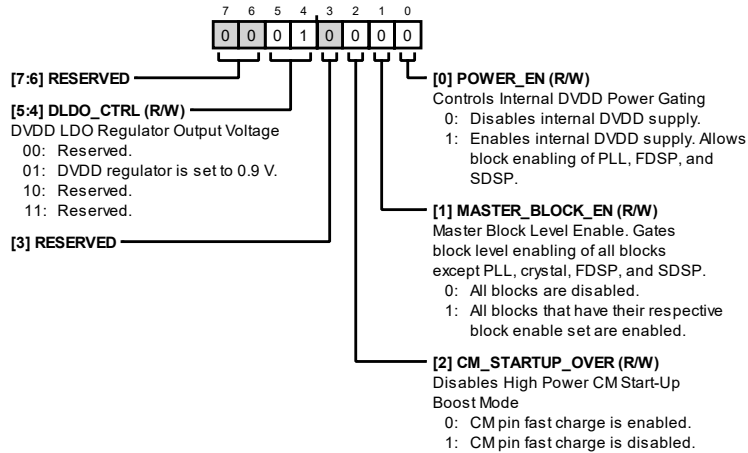 7 6 5 4 3 2 1 0
0 0 0 1 0 0 0 0
[7:6] RESERVED
[5:4] DLDO_CTRL (R/W)
DVDD LDO Regulator Output Voltage
00: Reserved.
01: DVDD regulator is set to 0.9 V.
10: Reserved.
11: Reserved.
[3] RESERVED
[0] POWER_EN (R/W)
Controls Internal DVDD Power Gating
0: Disables internal DVDD supply.
1: Enables internal DVDD supply. Allows
block enabling of PLL, FDSP, and
SDSP.
[1] MASTER_BLOCK_EN (R/W)
Master Block Level Enable. Gates
block level enabling of all blocks
except PLL, crystal, FDSP, and SDSP.
0: All blocks are disabled.
1: All blocks that have their respective
block enable set are enabled.
[2] CM_STARTUP_OVER (R/W)
Disables High Power CM Start-Up
Boost Mode
0: CM pin fast charge is enabled.
1: CM pin fast charge is disabled.